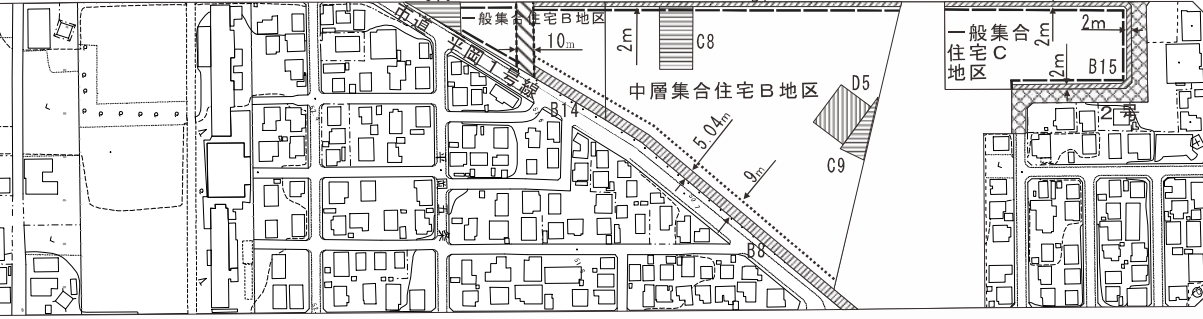 一般集合住宅B地区
市道
平岡1号線
10m
2m
C8
中層集合住宅B地区
D5
C9
B14
5.04m
9m
B8
一般集合
住宅C
地区
2m
2m
2m
B15
2号